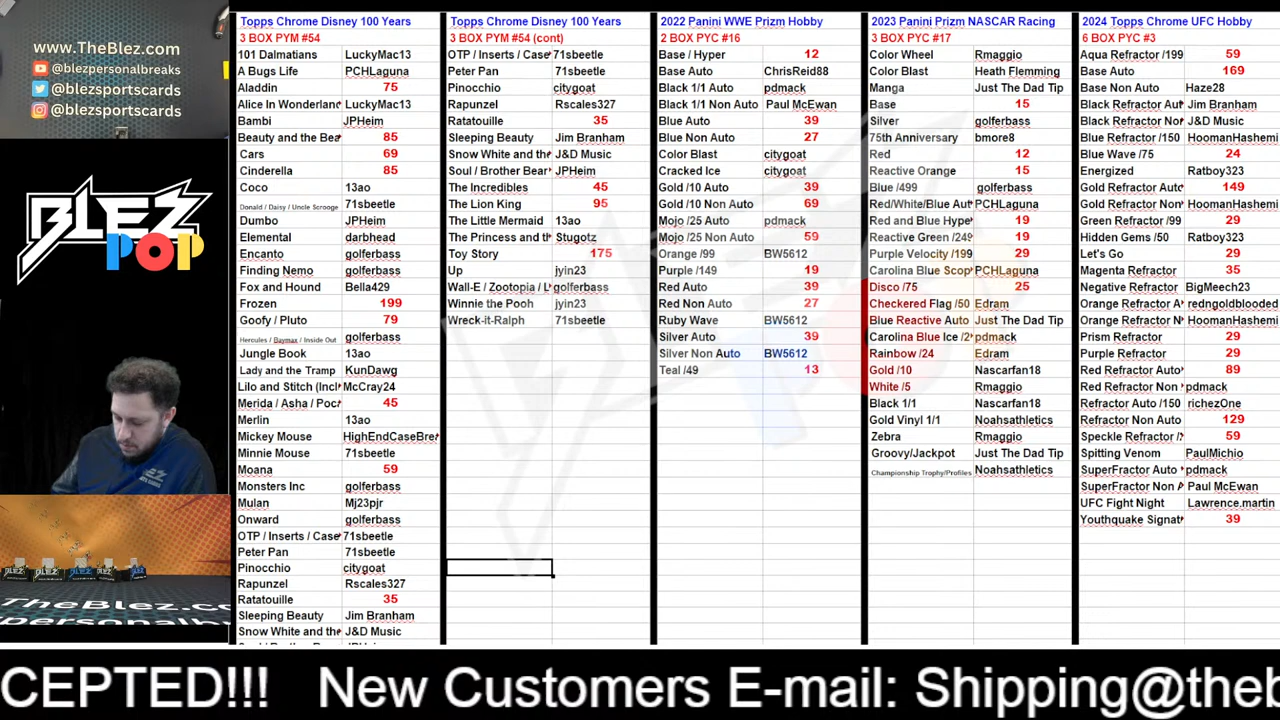 www.TheBlez.com
@blezpersonalbreaks
@blezsportscards
@blezsportscards
BLEZ
POP
TheBlez.co
Topps Chrome Disney 100 Years
3 BOX PYM #54
101 Dalmatians LuckyMac13
A Bugs Life PCHLaguna
Aladdin 75
Alice In Wonderlan LuckyMac13
Bambi JPHeim
Beauty and the Bea 85
Cars 69
Cinderella 85
Coco 13ao
Donald / Daisy / Uncle Scrooge 71sbeetle
Dumbo JPHeim
Elemental darbhead
Encanto golferbass
Finding Nemo golferbass
Fox and Hound Bella429
Frozen 199
Goofy / Pluto 79
Hercules / Baymax / Inside Out golferbass
Jungle Book 13ao
Lady and the Tramp KunDawg
Lilo and Stitch (Incl McCray24
Merida / Asha / Poc 45
Merlin 13ao
Mickey Mouse HighEndCaseBre
Minnie Mouse 71sbeetle
Moana 59
Monsters Inc golferbass
Mulan Mj23pjr
Onward golferbass
OTP / Inserts / Case 71sbeetle
Peter Pan 71sbeetle
Pinocchio citygoat
Rapunzel Rscales327
Ratatouille 35
Sleeping Beauty Jim Branham
Snow White and the J&D Music
Topps Chrome Disney 100 Years
3 BOX PYM #54 (cont)
OTP / Inserts / Case 71sbeetle
Peter Pan 71sbeetle
Pinocchio citygoat
Rapunzel Rscales327
Ratatouille 35
Sleeping Beauty Jim Branham
Snow White and the J&D Music
Soul / Brother Bear JPHeim
The Incredibles 45
The Lion King 95
The Little Mermaid 13ao
The Princess and th Stugotz
Toy Story 175
Up jyin23
Wall-E / Zootopia / L golferbass
Winnie the Pooh jyin23
Wreck-it-Ralph 71sbeetle
2022 Panini WWE Prizm Hobby
2 BOX PYC #16
Base / Hyper 12
Base Auto ChrisReid88
Black 1/1 Auto pdmack
Black 1/1 Non Auto Paul McEwan
Blue Auto 39
Blue Non Auto 27
Color Blast citygoat
Cracked Ice citygoat
Gold /10 Auto 39
Gold /10 Non Auto 69
Mojo /25 Auto pdmack
Mojo /25 Non Auto 59
Orange /99 BW5612
Purple /149 19
Red Auto 39
Red Non Auto 27
Ruby Wave BW5612
Silver Auto 39
Silver Non Auto BW5612
Teal /49 13
2023 Panini Prizm NASCAR Racing
3 BOX PYC #17
Color Wheel Rmaggio
Color Blast Heath Flemming
Manga Just The Dad Tip
Base 15
Silver golferbass
75th Anniversary bmore8
Red 12
Reactive Orange 15
Blue /499 golferbass
Red/White/Blue Aut PCHLaguna
Red and Blue Hype 19
Reactive Green /249 19
Purple Velocity /199 29
Carolina Blue Scop PCHLaguna
Disco /75 25
Checkered Flag /50 Edram
Blue Reactive Auto Just The Dad Tip
Carolina Blue Ice /2 pdmack
Rainbow /24 Edram
Gold /10 Nascarfan18
White /5 Rmaggio
Black 1/1 Nascarfan18
Gold Vinyl 1/1 Noahsathletics
Zebra Rmaggio
Groovy/Jackpot Just The Dad Tip
Championship Trophy/Profiles Noahsathletics
2024 Topps Chrome UFC Hobby
6 BOX PYC #3
Aqua Refractor /199 59
Base Auto 169
Base Non Auto Haze28
Black Refractor Aut Jim Branham
Black Refractor No J&D Music
Blue Refractor /150 HoomanHashemi
Blue Wave /75 24
Energized Ratboy323
Gold Refractor Aut 149
Gold Refractor Non HoomanHashemi
Green Refractor /99 29
Hidden Gems /50 Ratboy323
Let's Go 29
Magenta Refractor 35
Negative Refractor BigMeech23
Orange Refractor A redngoldblooded
Orange Refractor N HoomanHashemi
Prism Refractor 29
Purple Refractor 29
Red Refractor Auto 89
Red Refractor Non pdmack
Refractor Auto /150 richezOne
Refractor Non Auto 129
Speckle Refractor / 59
Spitting Venom PaulMichio
SuperFractor Auto pdmack
SuperFractor Non A Paul McEwan
UFC Fight Night Lawrence.martin
Youthquake Signat 39
CEPTED!!! New Customers E-mail: Shipping@theb